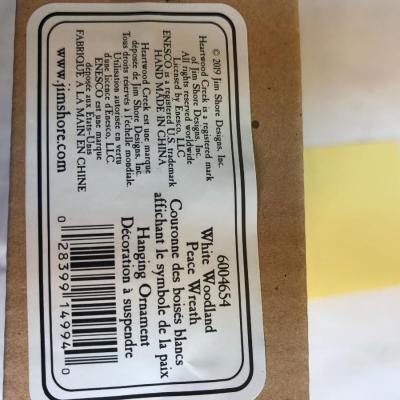 6004654
White Woodland
Peace Wreath
Couronne des boisés blancs
affichant le symbole de la paix
Hanging Ornament
Décoration à suspendre
© 2019 Jim Shore Designs, Inc.
Heartwood Creek is a registered mark
of Jim Shore Designs, Inc.
All rights reserved worldwide
Licensed by Enesco, LLC
ENESCO is a registered U.S. trademark
HAND MADE IN CHINA
Heartwood Creek est une marque
déposée de Jim Shore Designs, Inc.
Tous droits réservés à l'échelle mondiale.
Utilisation autorisée en vertu
d'une licence d'Enesco, LLC.
ENESCO est une marque
déposée aux États-Unis
FABRIQUÉ À LA MAIN EN CHINE
www.jimshore.com
0 28399 14994 0